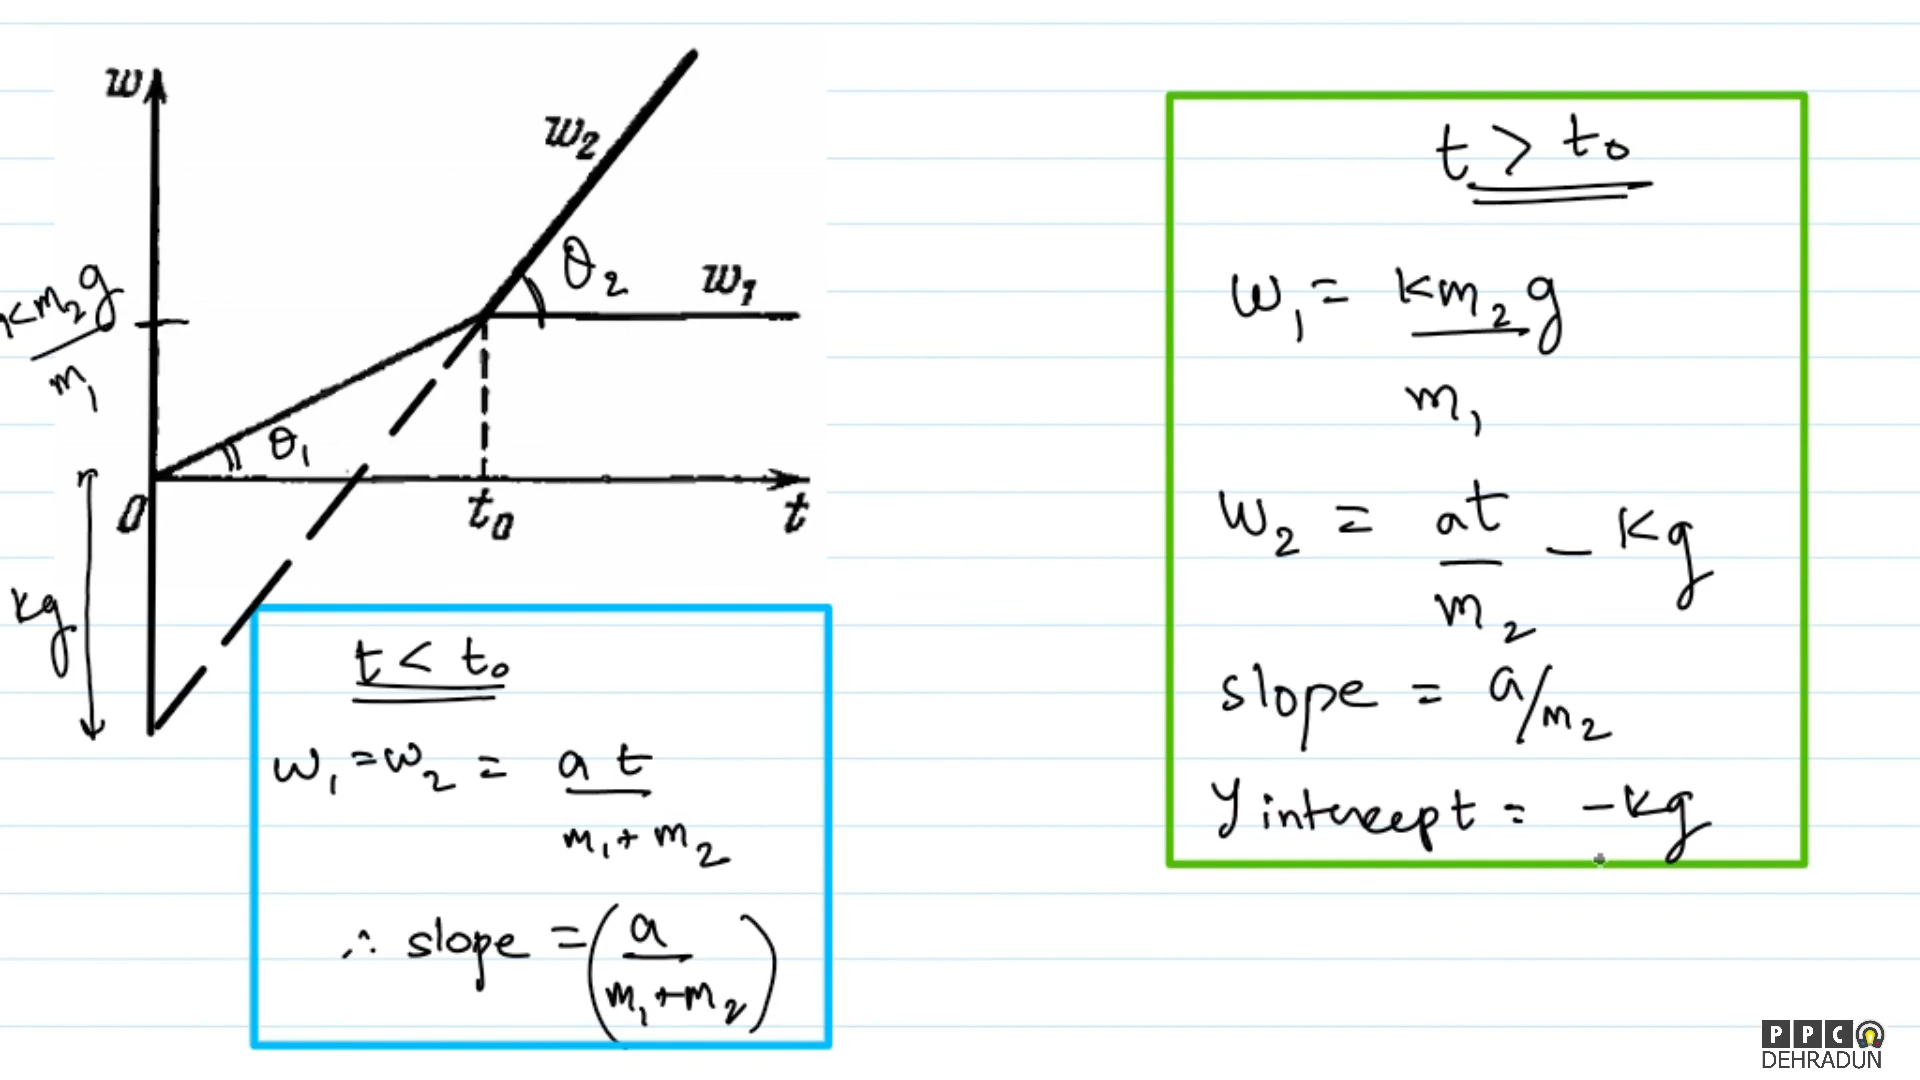 w
w₂
θ₂
w₁
km₂g
m₁
θ₁
0
t₀
t
kg
t < t₀
w₁ = w₂ = a t
m₁ + m₂
∴ slope = ( a
m₁ + m₂ )
t > t₀
w₁ = km₂g
m₁
w₂ = at - kg
m₂
slope = a/m₂
y intercept = - kg
PPC
DEHRADUN